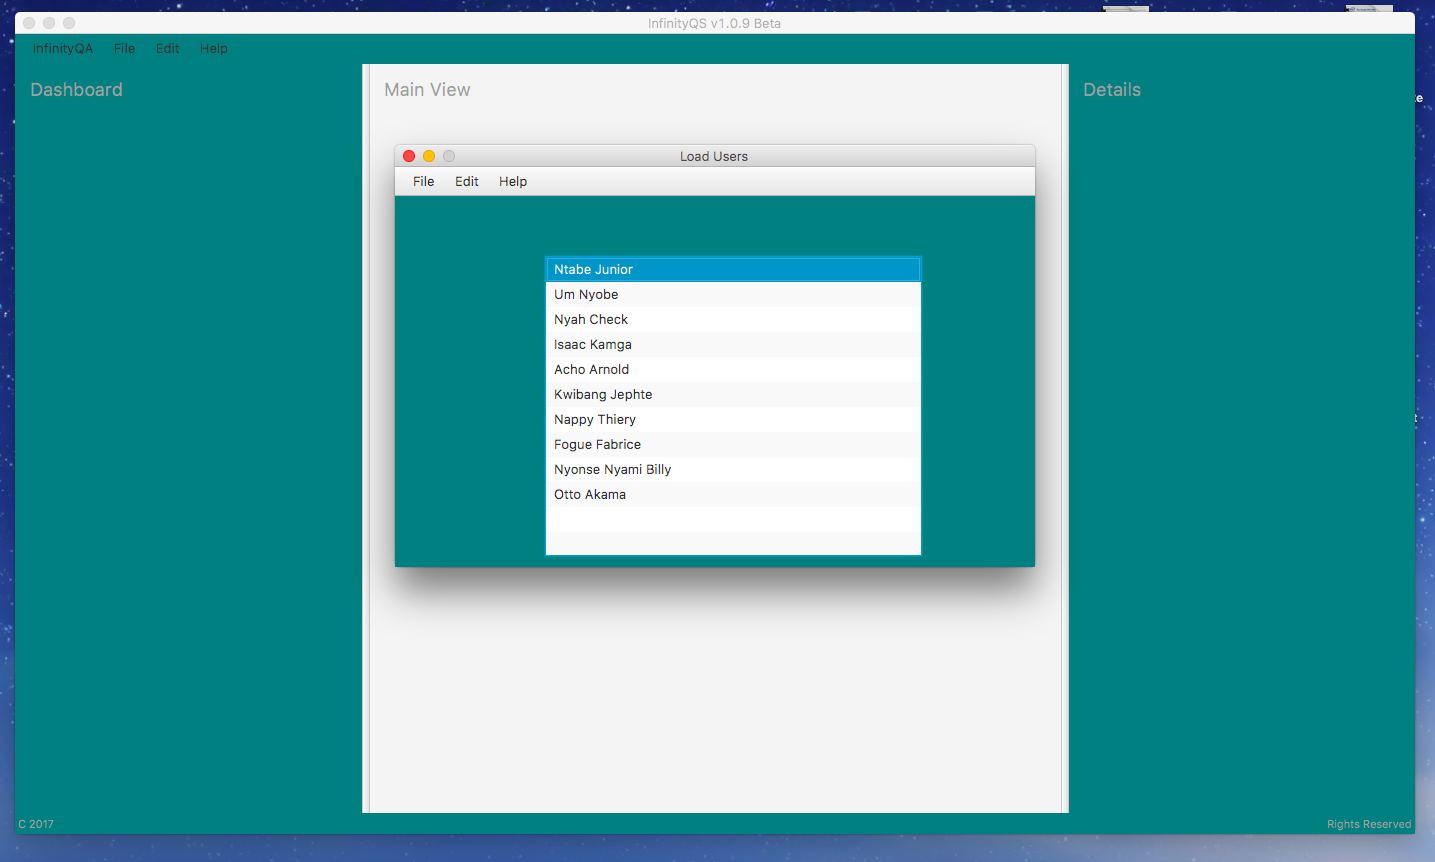 InfinityQS v1.0.9 Beta
InfinityQA File Edit Help
Dashboard
Main View
Details
Load Users
File Edit Help
Ntabe Junior
Um Nyobe
Nyah Check
Isaac Kamga
Acho Arnold
Kwibang Jephte
Nappy Thiery
Fogue Fabrice
Nyonse Nyami Billy
Otto Akama
C 2017
Rights Reserved